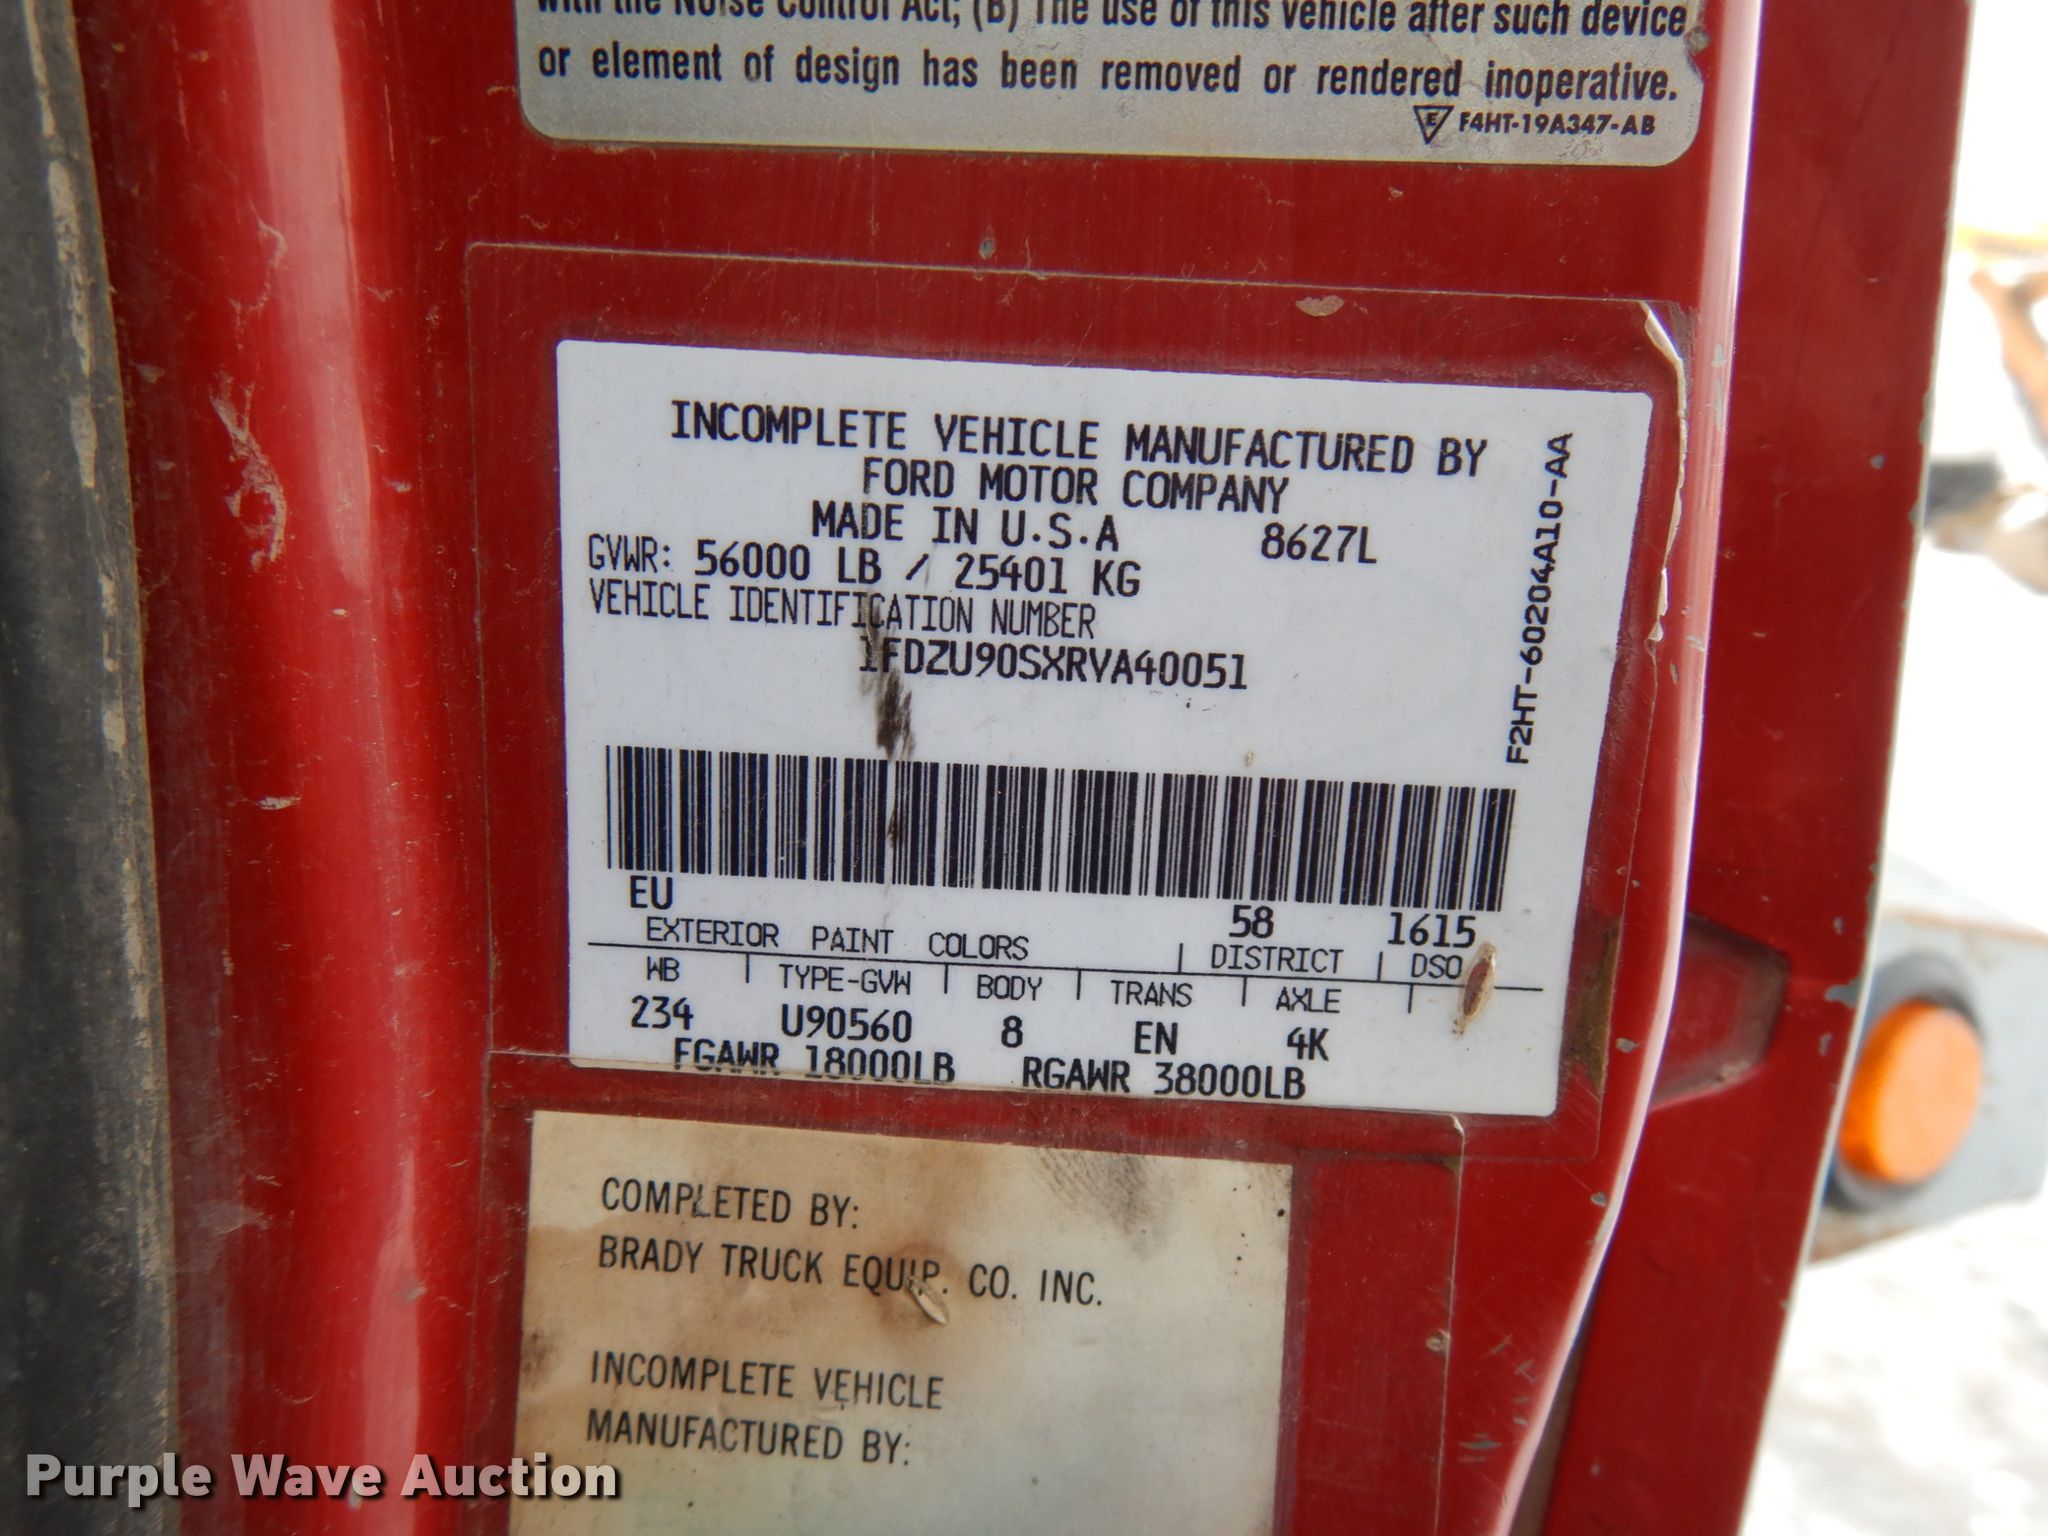 with the Noise Control Act; (B) The use of this vehicle after such device
or element of design has been removed or rendered inoperative.
E F4HT-19A347-AB
INCOMPLETE VEHICLE MANUFACTURED BY
FORD MOTOR COMPANY
MADE IN U.S.A 8627L
GVWR: 56000 LB / 25401 KG
VEHICLE IDENTIFICATION NUMBER
1FDZU90SXRVA40051
F2HT-60204A10-AA
EU 58 1615
EXTERIOR PAINT COLORS | DISTRICT | DSO
WB | TYPE-GVW | BODY | TRANS | AXLE |
234 U90560 8 EN 4K
FGAWR 18000LB RGAWR 38000LB
COMPLETED BY:
BRADY TRUCK EQUIP. CO. INC.
INCOMPLETE VEHICLE
MANUFACTURED BY:
Purple Wave Auction